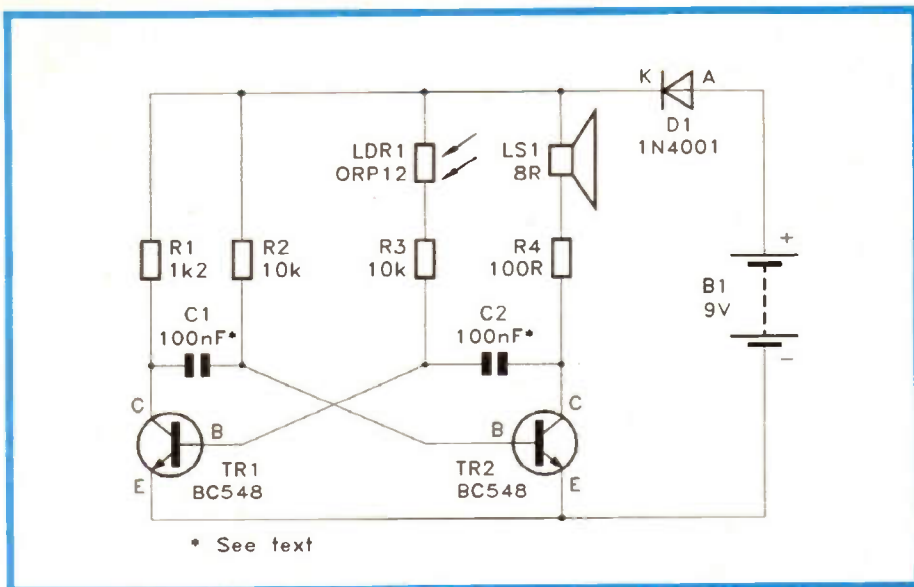 K A
D1
1N4001
LDR1
ORP12
LS1
8R
R1
1k2
R2
10k
R3
10k
R4
100R
B1
9V
+
−
C1
100nF*
C2
100nF*
C
B
E
TR1
BC548
C
B
E
TR2
BC548
* See text